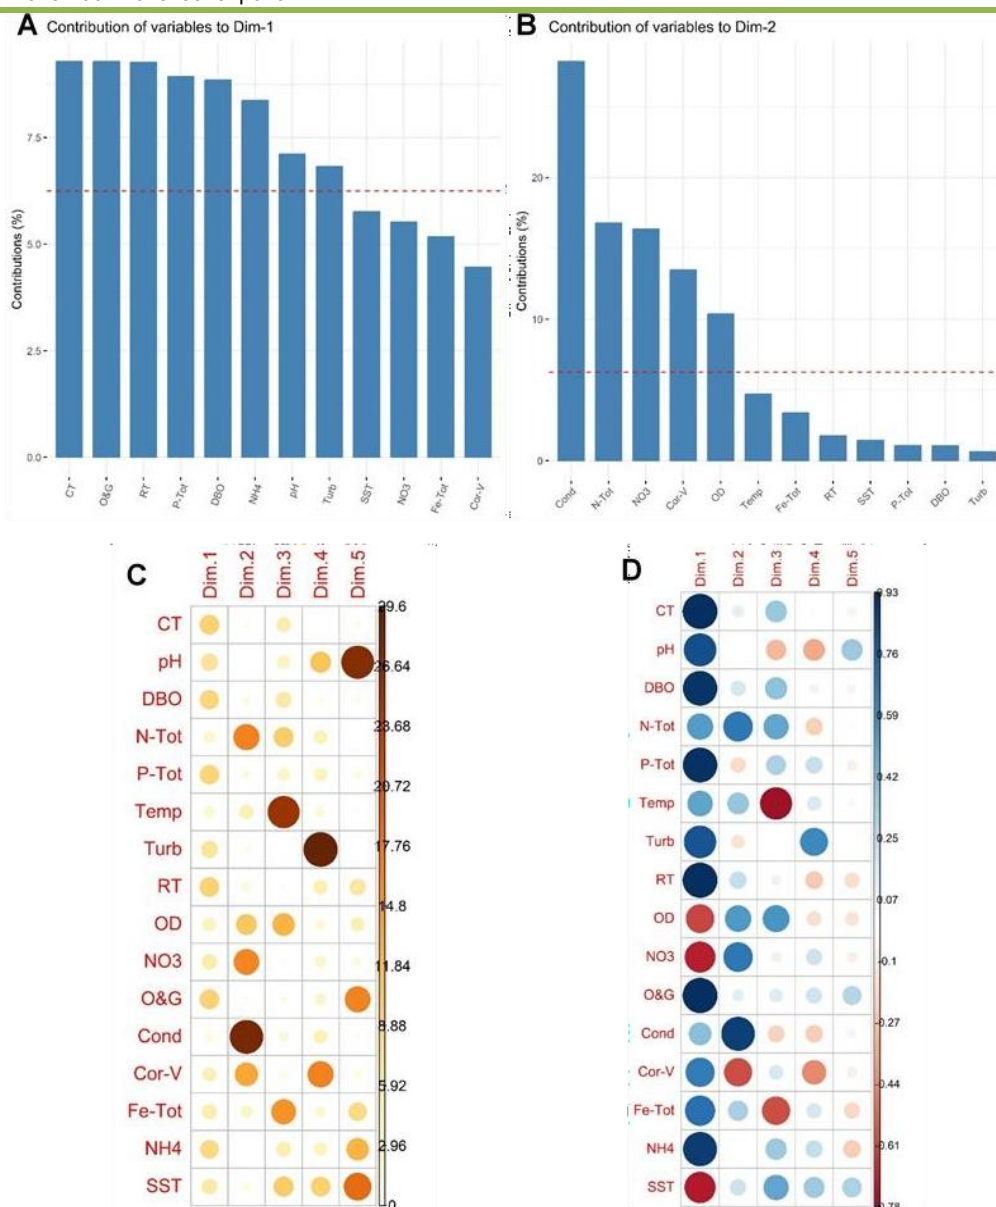 A Contribution of variables to Dim-1
Contributions (%)
7.5
5.0
2.5
0.0
CT O&G RT P-Tot DBO NH4 pH Turb SST NO3 Fe-Tot Cor-V
B Contribution of variables to Dim-2
Contributions (%)
20
10
0
Cond N-Tot NO3 Cor-V OD Temp Fe-Tot RT SST P-Tot DBO Turb
C
Dim.1 Dim.2 Dim.3 Dim.4 Dim.5
CT
pH
DBO
N-Tot
P-Tot
Temp
Turb
RT
OD
NO3
O&G
Cond
Cor-V
Fe-Tot
NH4
SST
29.6
26.64
23.68
20.72
17.76
14.8
11.84
8.88
5.92
2.96
0
D
Dim.1 Dim.2 Dim.3 Dim.4 Dim.5
CT
pH
DBO
N-Tot
P-Tot
Temp
Turb
RT
OD
NO3
O&G
Cond
Cor-V
Fe-Tot
NH4
SST
0.93
0.76
0.59
0.42
0.25
0.07
-0.1
-0.27
-0.44
-0.61
-0.78